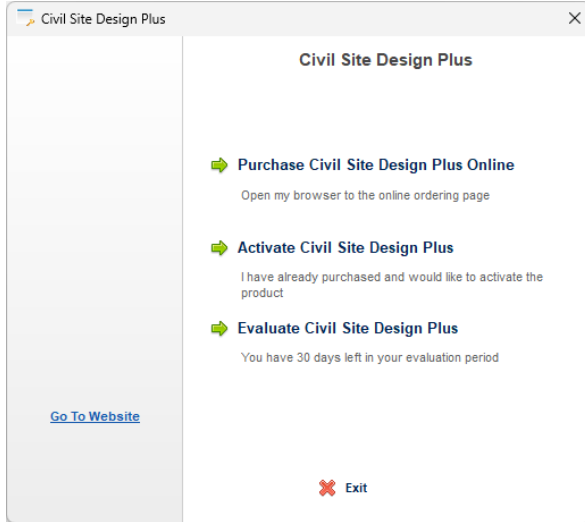 Civil Site Design Plus
Civil Site Design Plus
Purchase Civil Site Design Plus Online
Open my browser to the online ordering page
Activate Civil Site Design Plus
I have already purchased and would like to activate the
product
Evaluate Civil Site Design Plus
You have 30 days left in your evaluation period
Go To Website
Exit